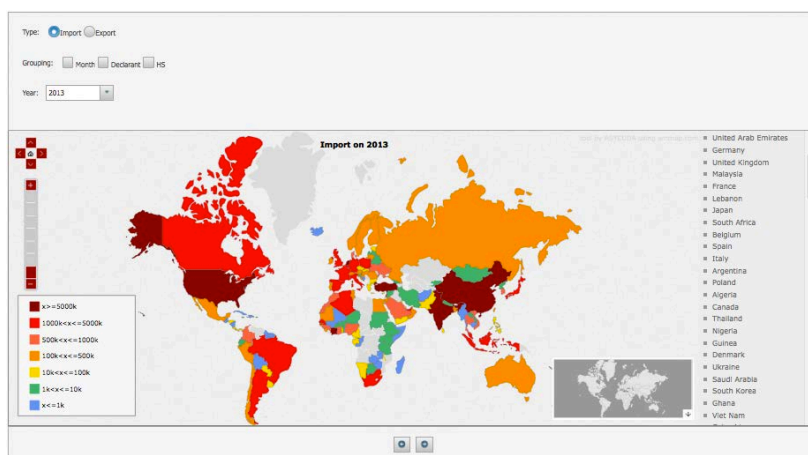 Type: Import Export
Grouping: Month Declarant HS
Year: 2013
Import on 2013
x>=5000k
1000k<x<=5000k
500k<x<=1000k
100k<x<=500k
10k<x<=100k
1k<x<=10k
x<=1k
United Arab Emirates
Germany
United Kingdom
Malaysia
France
Lebanon
Japan
South Africa
Belgium
Spain
Italy
Argentina
Poland
Algeria
Canada
Thailand
Nigeria
Guinea
Denmark
Ukraine
Saudi Arabia
South Korea
Ghana
Viet Nam